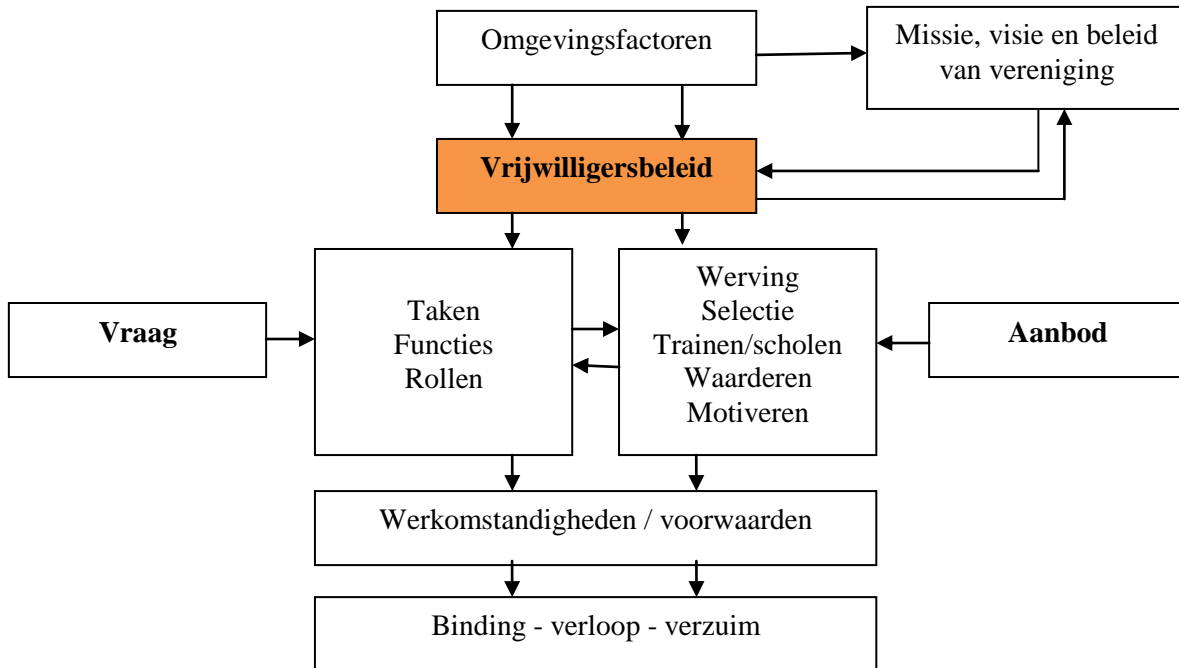 Omgevingsfactoren
Missie, visie en beleid
van vereniging
Vrijwilligersbeleid
Vraag
Taken
Functies
Rollen
Werving
Selectie
Trainen/scholen
Waarderen
Motiveren
Aanbod
Werkomstandigheden / voorwaarden
Binding - verloop - verzuim